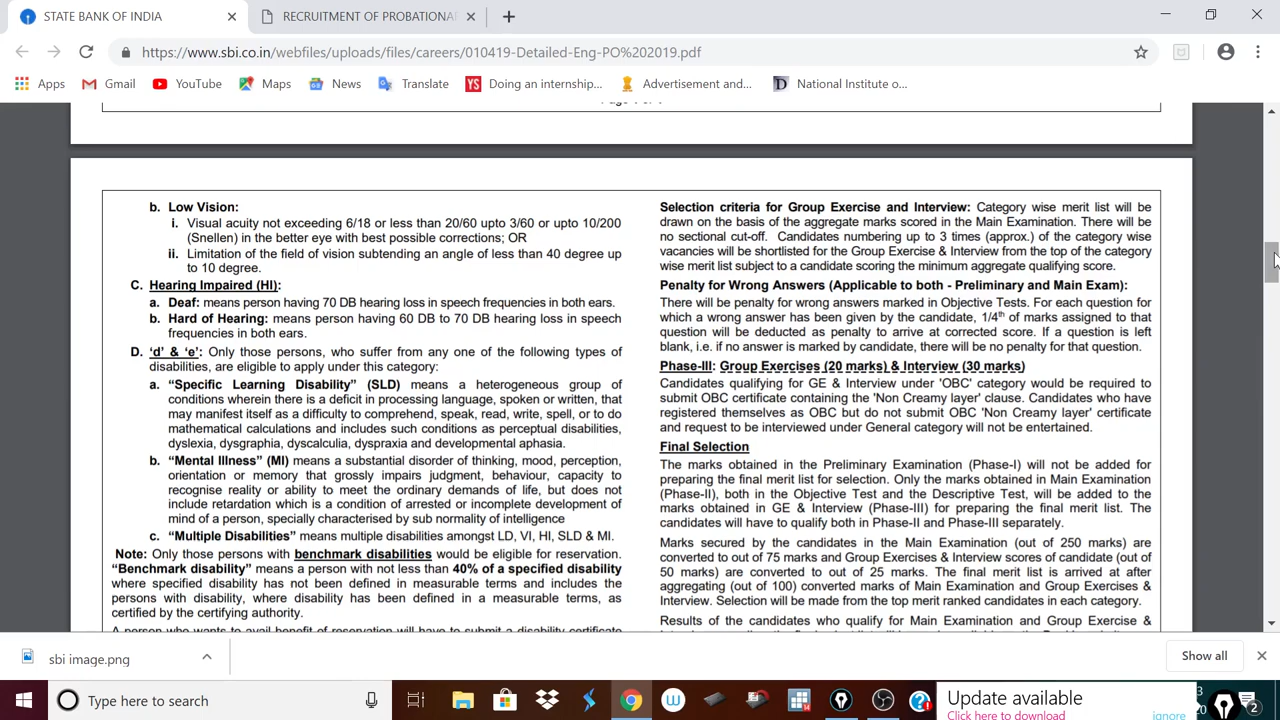 STATE BANK OF INDIA
RECRUITMENT OF PROBATIONA
https://www.sbi.co.in/webfiles/uploads/files/careers/010419-Detailed-Eng-PO%202019.pdf
Apps Gmail YouTube Maps News Translate Doing an internship... Advertisement and... National Institute o...
b. Low Vision:
i. Visual acuity not exceeding 6/18 or less than 20/60 upto 3/60 or upto 10/200
(Snellen) in the better eye with best possible corrections; OR
ii. Limitation of the field of vision subtending an angle of less than 40 degree up
to 10 degree.
C. Hearing Impaired (HI):
a. Deaf: means person having 70 DB hearing loss in speech frequencies in both ears.
b. Hard of Hearing: means person having 60 DB to 70 DB hearing loss in speech
frequencies in both ears.
D. 'd' & 'e': Only those persons, who suffer from any one of the following types of
disabilities, are eligible to apply under this category:
a. "Specific Learning Disability" (SLD) means a heterogeneous group of
conditions wherein there is a deficit in processing language, spoken or written, that
may manifest itself as a difficulty to comprehend, speak, read, write, spell, or to do
mathematical calculations and includes such conditions as perceptual disabilities,
dyslexia, dysgraphia, dyscalculia, dyspraxia and developmental aphasia.
b. "Mental Illness" (MI) means a substantial disorder of thinking, mood, perception,
orientation or memory that grossly impairs judgment, behaviour, capacity to
recognise reality or ability to meet the ordinary demands of life, but does not
include retardation which is a condition of arrested or incomplete development of
mind of a person, specially characterised by sub normality of intelligence
c. "Multiple Disabilities" means multiple disabilities amongst LD, VI, HI, SLD & MI.
Note: Only those persons with benchmark disabilities would be eligible for reservation.
"Benchmark disability" means a person with not less than 40% of a specified disability
where specified disability has not been defined in measurable terms and includes the
persons with disability, where disability has been defined in a measurable terms, as
certified by the certifying authority.
A person who wants to avail benefit of reservation will have to submit a disability certificate
Selection criteria for Group Exercise and Interview: Category wise merit list will be
drawn on the basis of the aggregate marks scored in the Main Examination. There will be
no sectional cut-off. Candidates numbering up to 3 times (approx.) of the category wise
vacancies will be shortlisted for the Group Exercise & Interview from the top of the category
wise merit list subject to a candidate scoring the minimum aggregate qualifying score.
Penalty for Wrong Answers (Applicable to both - Preliminary and Main Exam):
There will be penalty for wrong answers marked in Objective Tests. For each question for
which a wrong answer has been given by the candidate, 1/4th of marks assigned to that
question will be deducted as penalty to arrive at corrected score. If a question is left
blank, i.e. if no answer is marked by candidate, there will be no penalty for that question.
Phase-III: Group Exercises (20 marks) & Interview (30 marks)
Candidates qualifying for GE & Interview under 'OBC' category would be required to
submit OBC certificate containing the 'Non Creamy layer' clause. Candidates who have
registered themselves as OBC but do not submit OBC 'Non Creamy layer' certificate
and request to be interviewed under General category will not be entertained.
Final Selection
The marks obtained in the Preliminary Examination (Phase-I) will not be added for
preparing the final merit list for selection. Only the marks obtained in Main Examination
(Phase-II), both in the Objective Test and the Descriptive Test, will be added to the
marks obtained in GE & Interview (Phase-III) for preparing the final merit list. The
candidates will have to qualify both in Phase-II and Phase-III separately.
Marks secured by the candidates in the Main Examination (out of 250 marks) are
converted to out of 75 marks and Group Exercises & Interview scores of candidate (out of
50 marks) are converted to out of 25 marks. The final merit list is arrived at after
aggregating (out of 100) converted marks of Main Examination and Group Exercises &
Interview. Selection will be made from the top merit ranked candidates in each category.
Results of the candidates who qualify for Main Examination and Group Exercises &
sbi image.png
Show all
Type here to search
Update available
Click here to download ignore
2